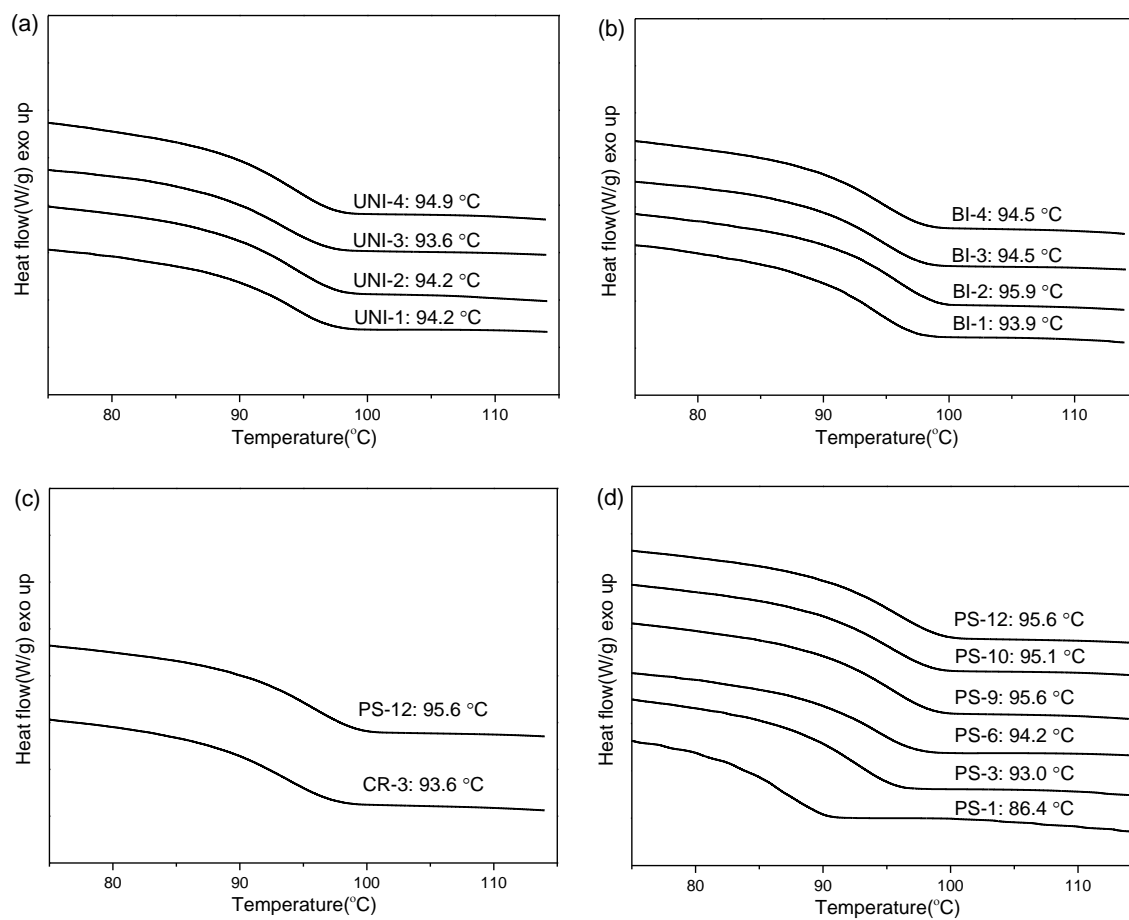 (a)
Heat flow(W/g) exo up
UNI-4: 94.9 °C
UNI-3: 93.6 °C
UNI-2: 94.2 °C
UNI-1: 94.2 °C
80 90 100 110
Temperature(°C)
(b)
Heat flow(W/g) exo up
BI-4: 94.5 °C
BI-3: 94.5 °C
BI-2: 95.9 °C
BI-1: 93.9 °C
80 90 100 110
Temperature(°C)
(c)
Heat flow(W/g) exo up
PS-12: 95.6 °C
CR-3: 93.6 °C
80 90 100 110
Temperature(°C)
(d)
Heat flow(W/g) exo up
PS-12: 95.6 °C
PS-10: 95.1 °C
PS-9: 95.6 °C
PS-6: 94.2 °C
PS-3: 93.0 °C
PS-1: 86.4 °C
80 90 100 110
Temperature(°C)